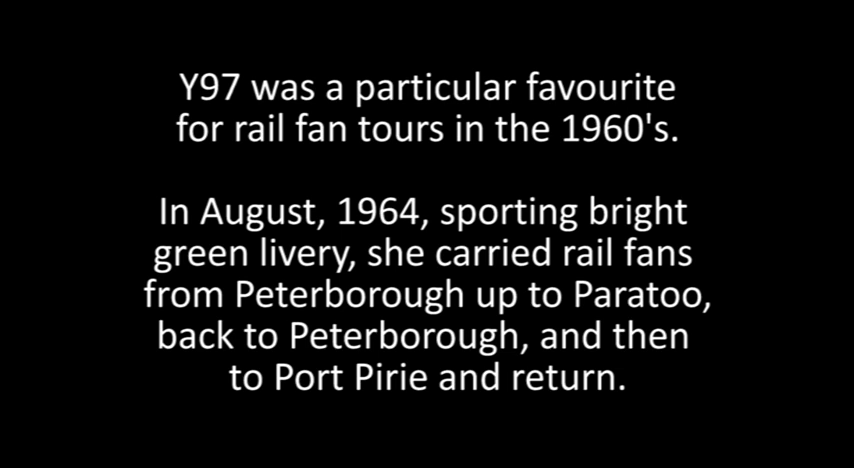 Y97 was a particular favourite
for rail fan tours in the 1960's.
In August, 1964, sporting bright
green livery, she carried rail fans
from Peterborough up to Paratoo,
back to Peterborough, and then
to Port Pirie and return.